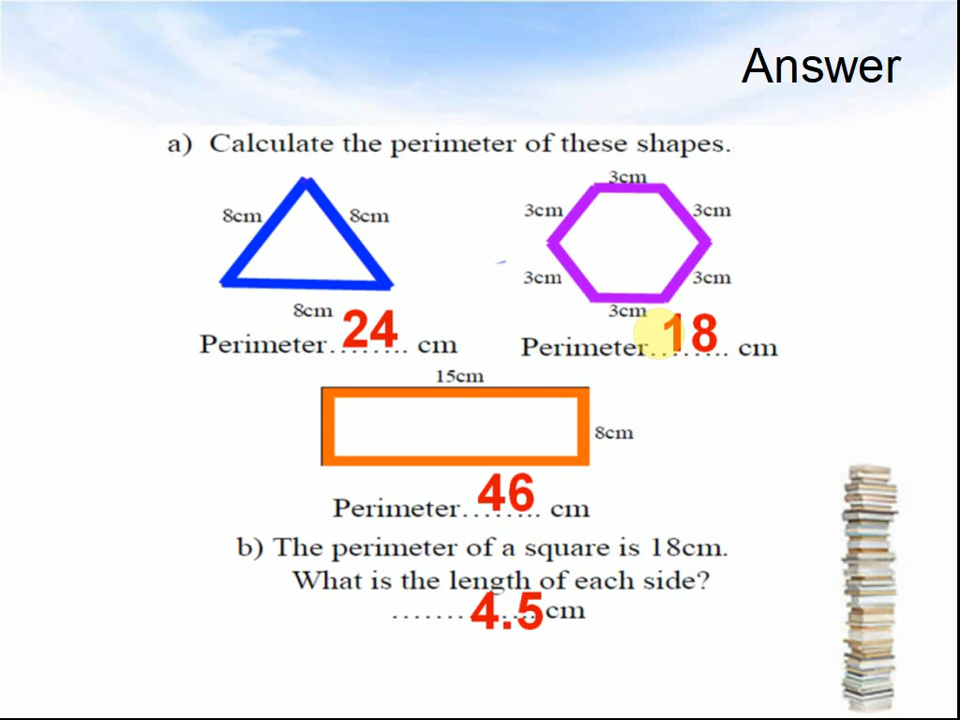 Answer
a) Calculate the perimeter of these shapes.
3cm
8cm 8cm 3cm 3cm
3cm 3cm
8cm 3cm
Perimeter........ cm 24 Perimeter........ cm 18
15cm
8cm
Perimeter........ cm 46
b) The perimeter of a square is 18cm.
What is the length of each side?
.............. cm 4.5